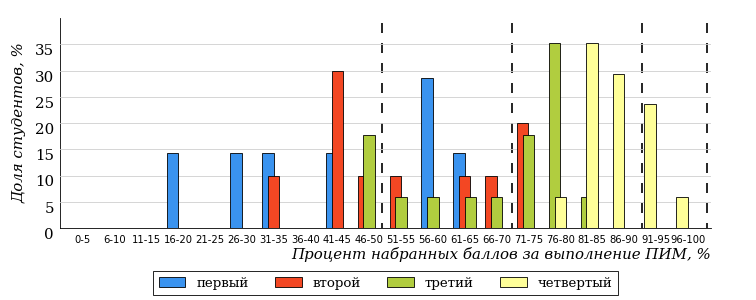 Доля студентов, %
35
30
25
20
15
10
5
0
0-5 6-10 11-15 16-20 21-25 26-30 31-35 36-40 41-45 46-50 51-55 56-60 61-65 66-70 71-75 76-80 81-85 86-90 91-95 96-100
Процент набранных баллов за выполнение ПИМ, %
первый второй третий четвертый